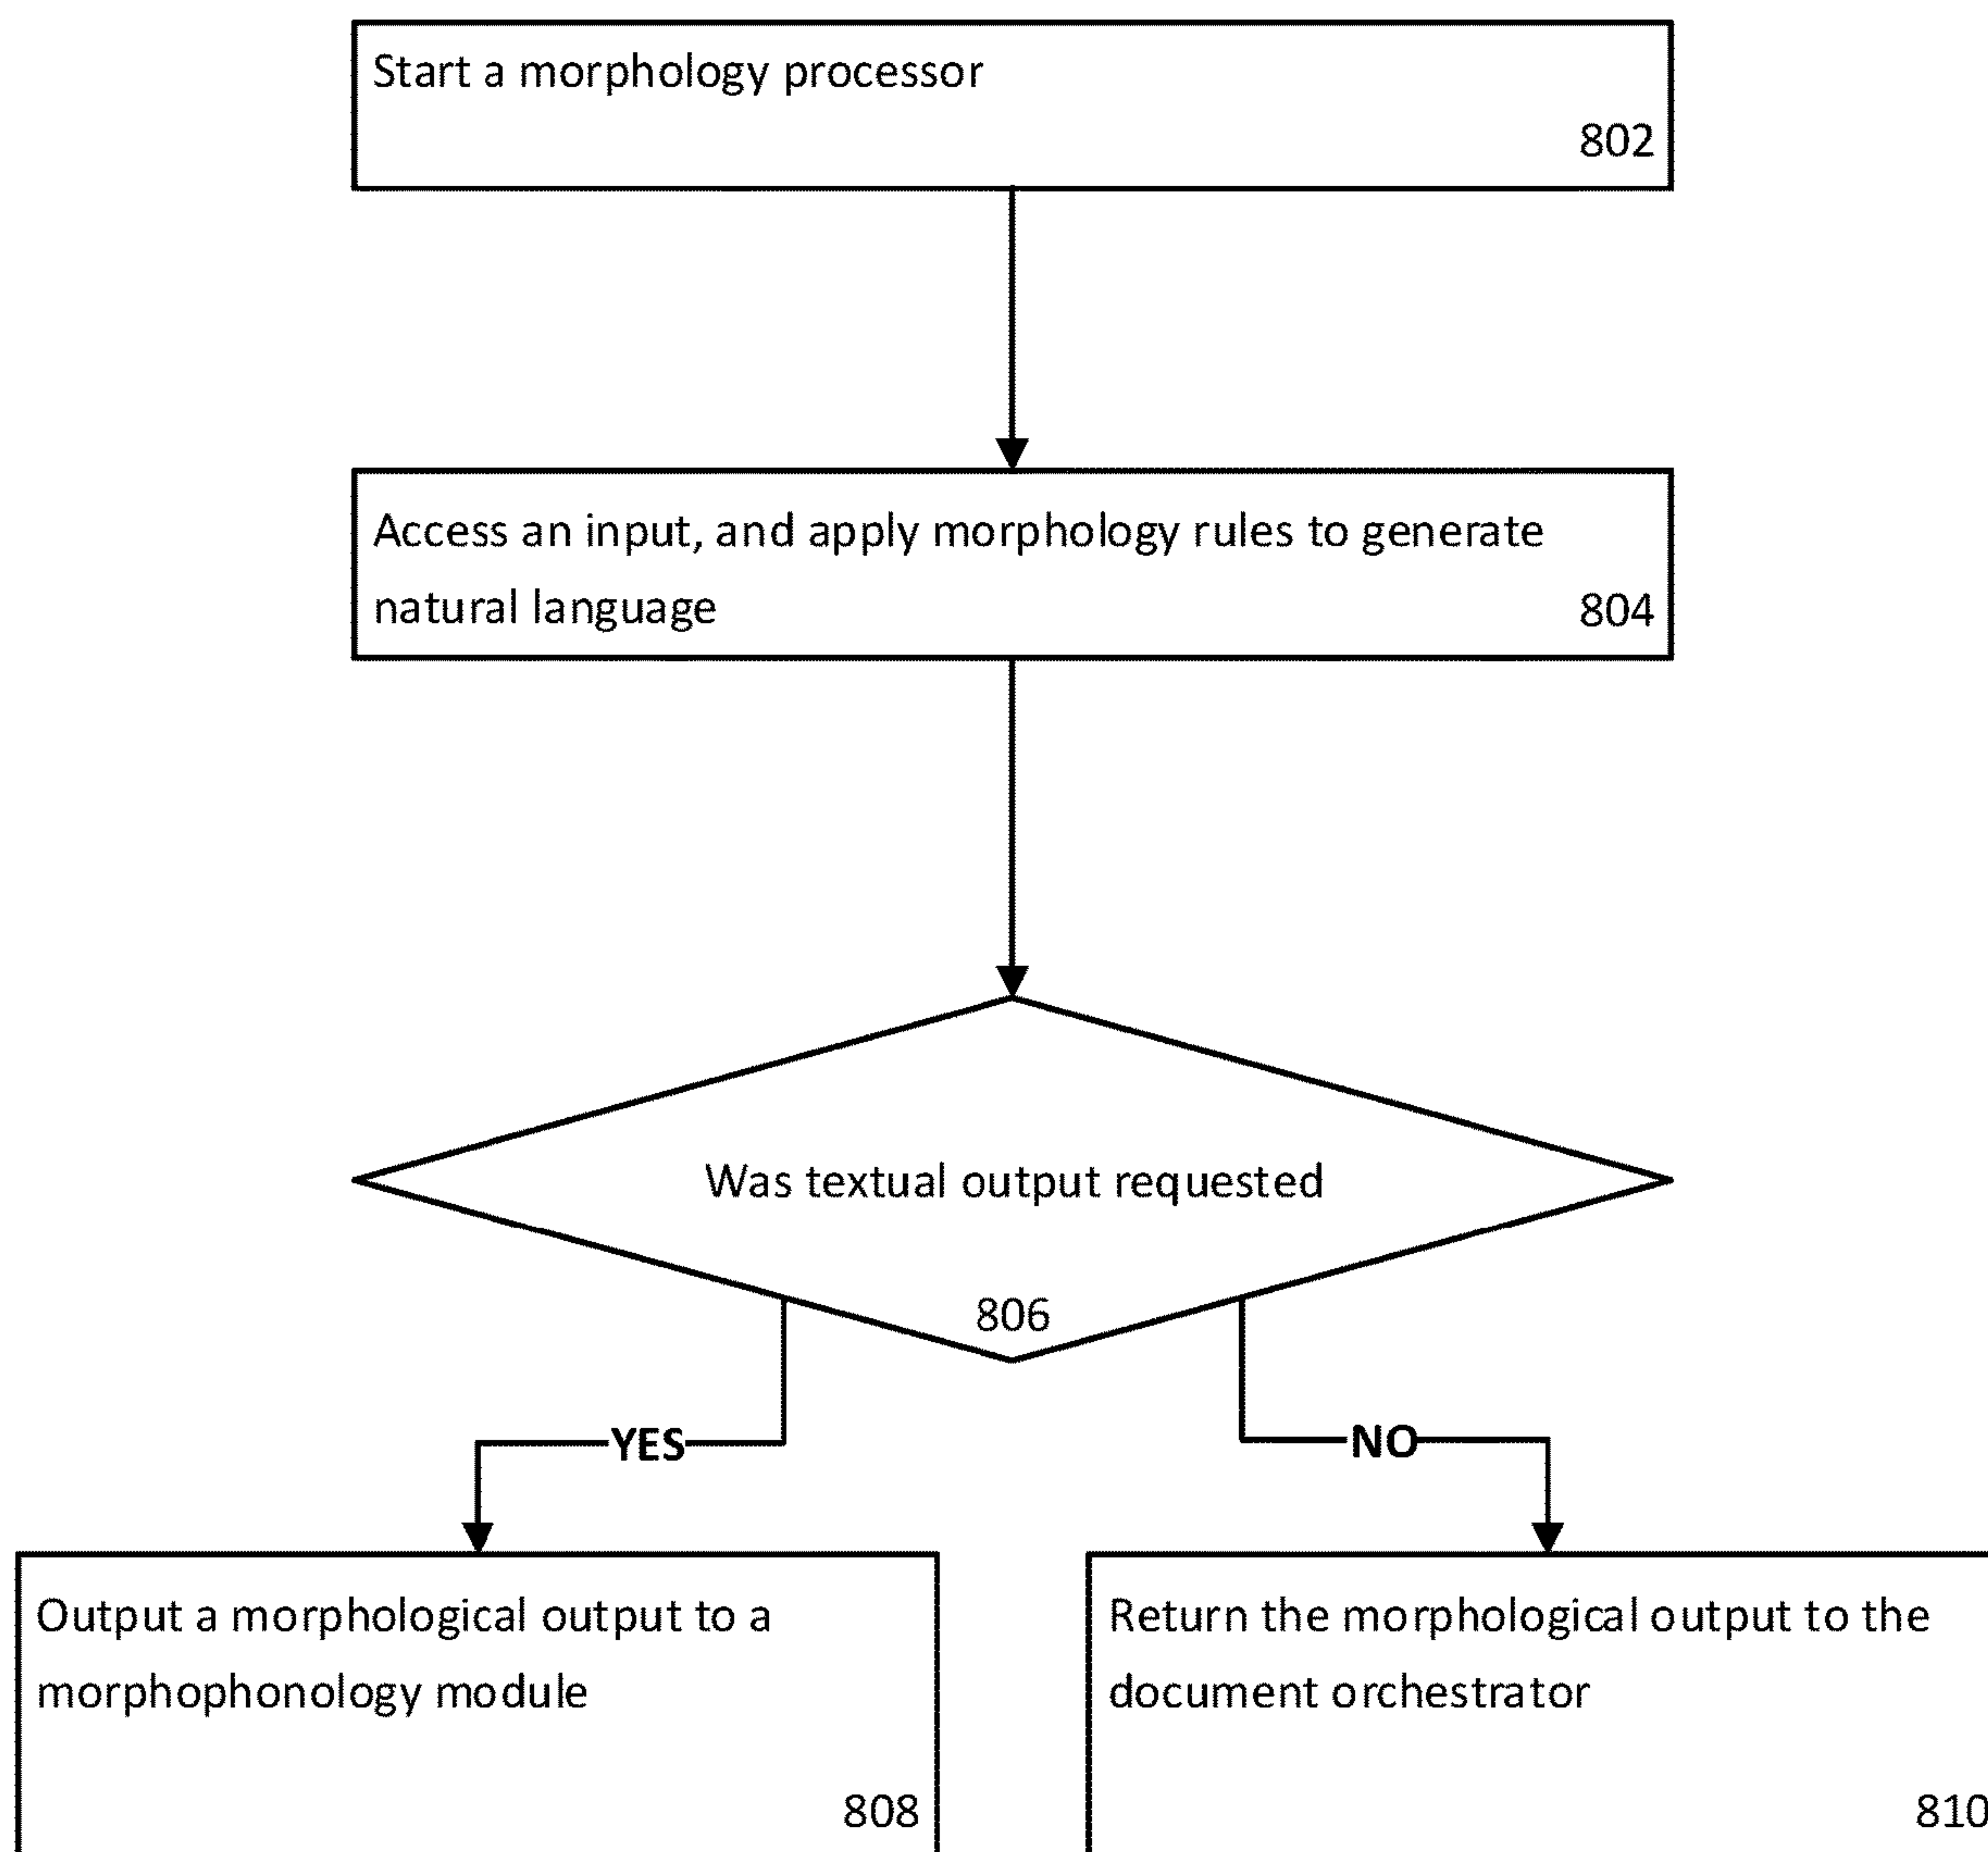 Start a morphology processor
802
Access an input, and apply morphology rules to generate
natural language
804
Was textual output requested
806
YES
NO
Output a morphological output to a
morphophonology module
808
Return the morphological output to the
document orchestrator
810